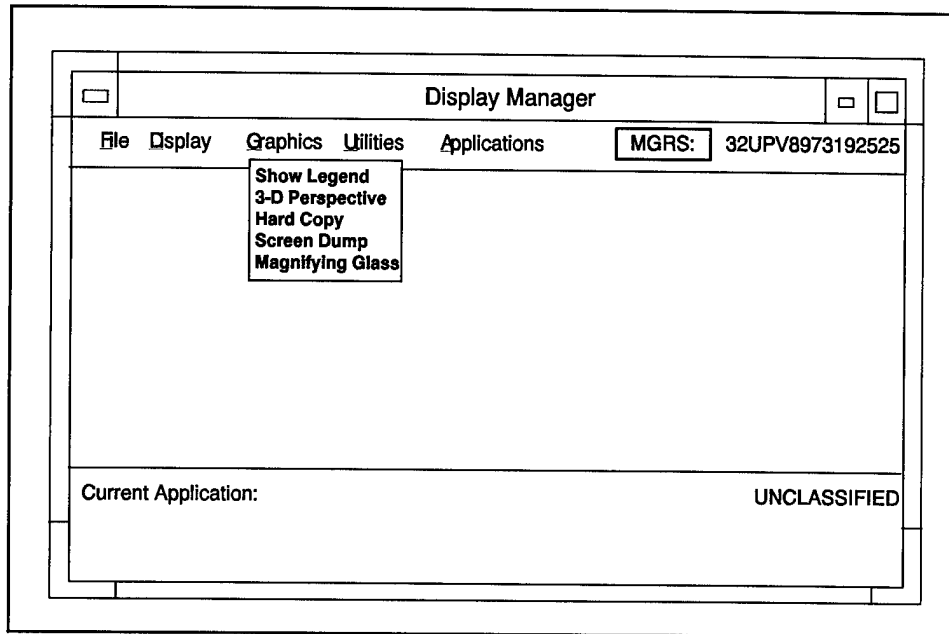 Display Manager
File Display Graphics Utilities Applications MGRS: 32UPV8973192525
Show Legend
3-D Perspective
Hard Copy
Screen Dump
Magnifying Glass
Current Application: UNCLASSIFIED